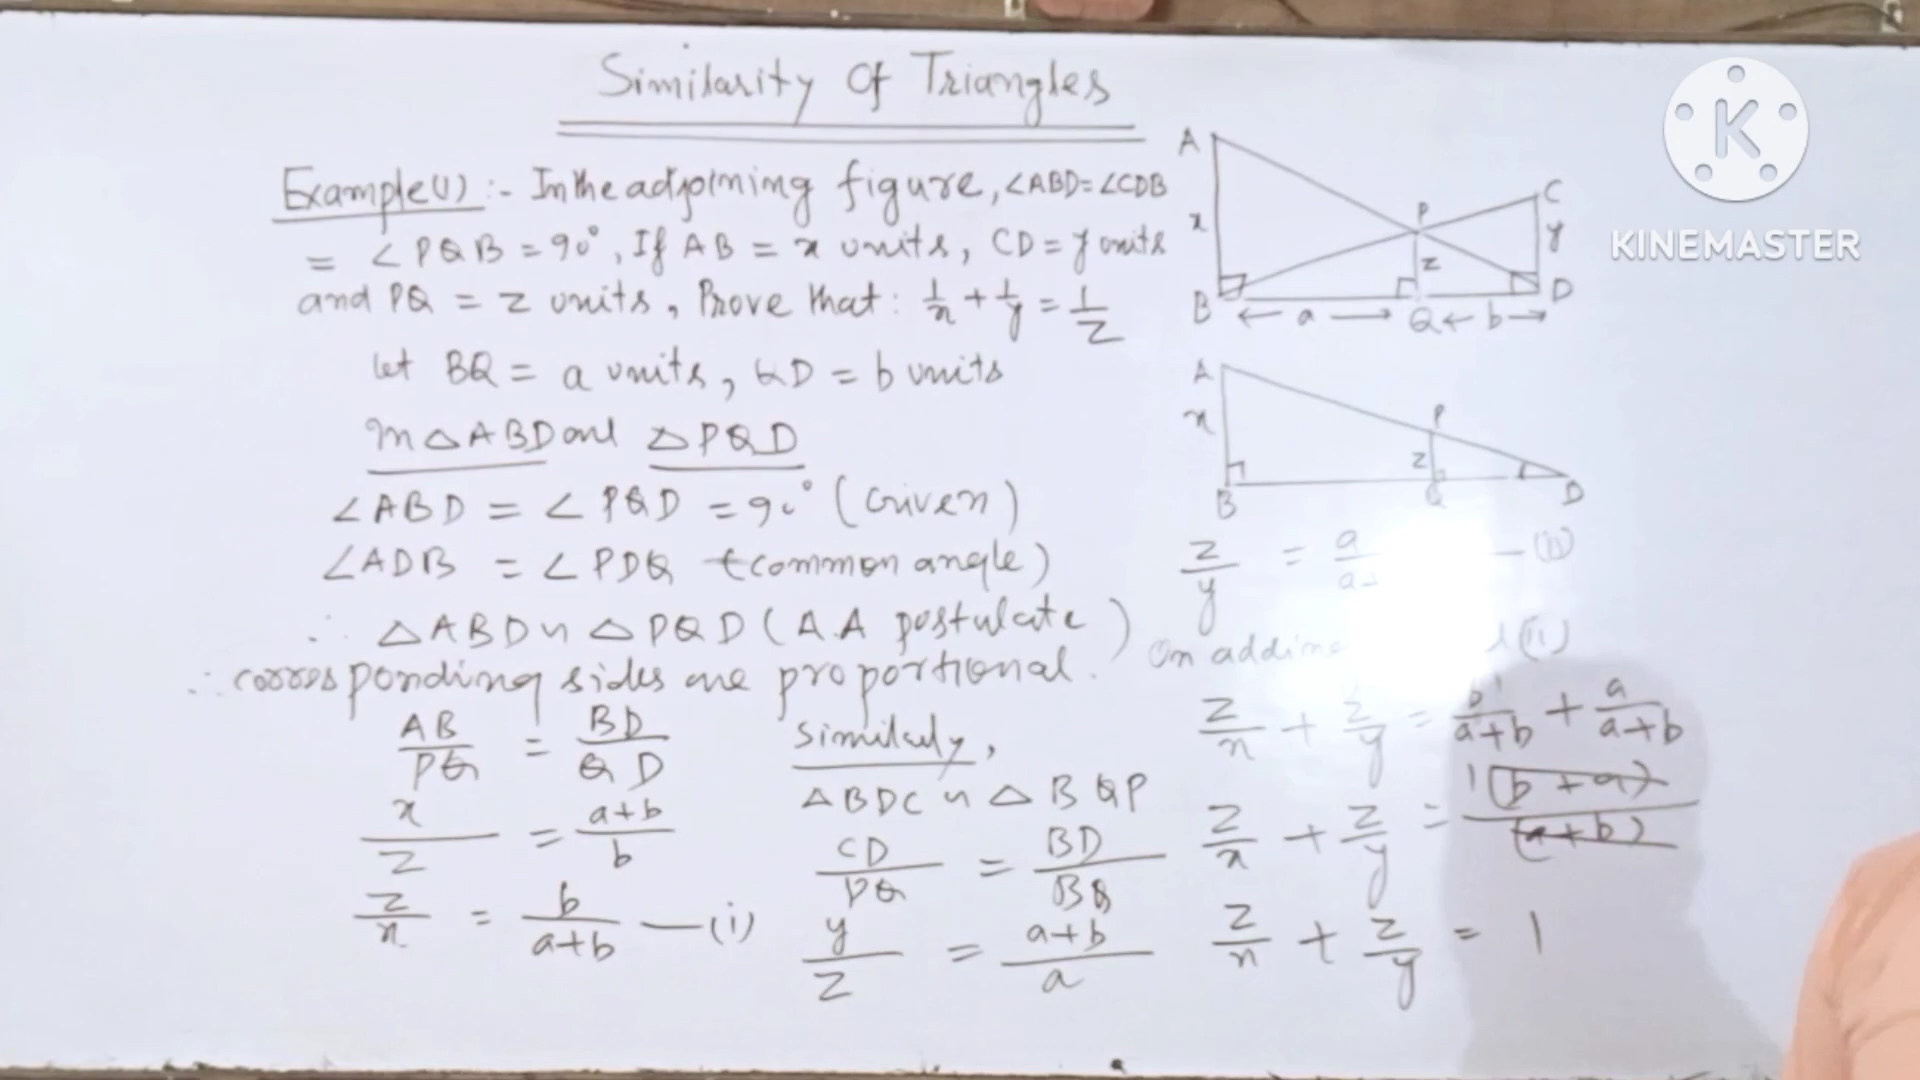 Similarity Of Triangles
Example(1) :- In the adjoining figure, ∠ABD=∠CDB
= ∠PQB = 90°, If AB = x units, CD = y units
and PQ = z units, Prove that: 1/x + 1/y = 1/z
let BQ = a units, QD = b units
In △ABD and △PQD
∠ABD = ∠PQD = 90° (Given)
∠ADB = ∠PDQ (common angle)
∴ △ABD ~ △PQD (A.A postulate)
∴ corresponding sides are proportional.
AB/PQ = BD/QD
x/z = a+b/b
z/x = b/a+b —(i)
Similarly,
△BDC ~ △BQP
CD/PQ = BD/BQ
y/z = a+b/a
A
x
B
P
z
C
y
D
← a →
Q
← b →
A
x
B
P
z
Q
D
z/y = a/a — (ii)
On (ii)
z/x + z/y = b/a+b + a/a+b
z/x + z/y = 1(b+a)/(a+b)
z/x + z/y = 1
K
KINEMASTER